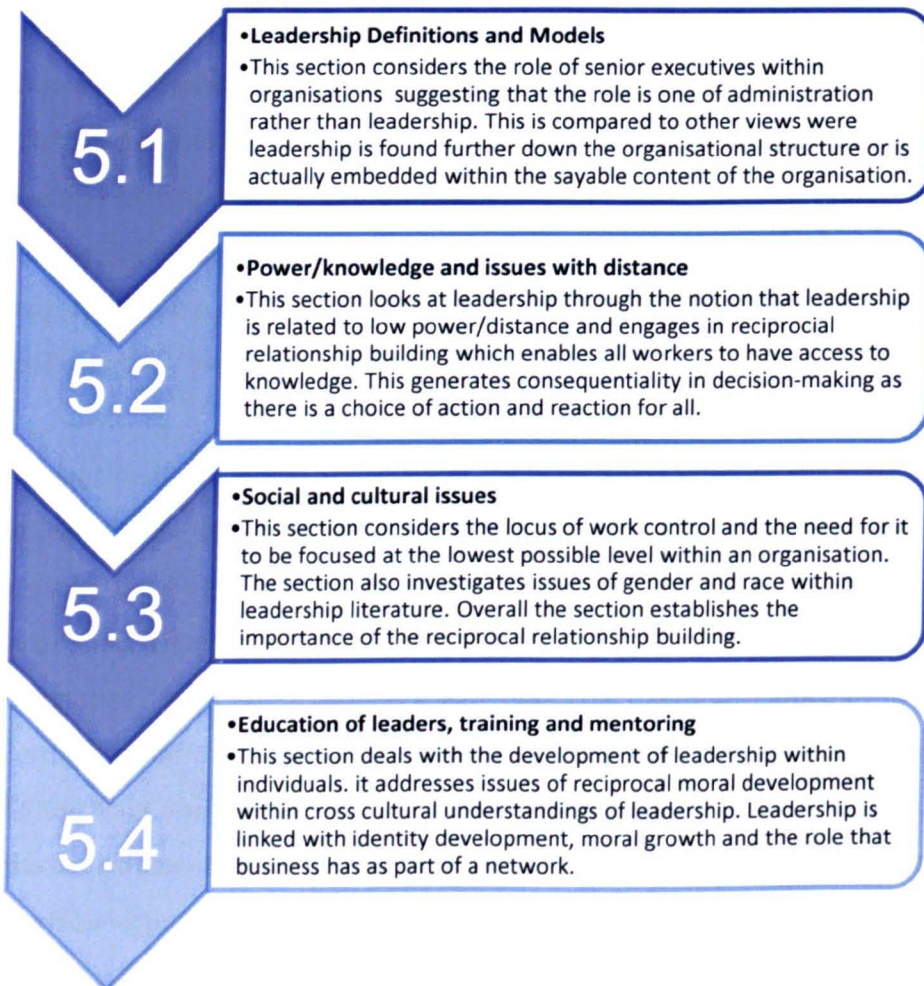 5.1
•Leadership Definitions and Models
•This section considers the role of senior executives within
organisations suggesting that the role is one of administration
rather than leadership. This is compared to other views were
leadership is found further down the organisational structure or is
actually embedded within the sayable content of the organisation.
5.2
•Power/knowledge and issues with distance
•This section looks at leadership through the notion that leadership
is related to low power/distance and engages in reciprocial
relationship building which enables all workers to have access to
knowledge. This generates consequentiality in decision-making as
there is a choice of action and reaction for all.
5.3
•Social and cultural issues
•This section considers the locus of work control and the need for it
to be focused at the lowest possible level within an organisation.
The section also investigates issues of gender and race within
leadership literature. Overall the section establishes the
importance of the reciprocal relationship building.
5.4
•Education of leaders, training and mentoring
•This section deals with the development of leadership within
individuals. it addresses issues of reciprocal moral development
within cross cultural understandings of leadership. Leadership is
linked with identity development, moral growth and the role that
business has as part of a network.